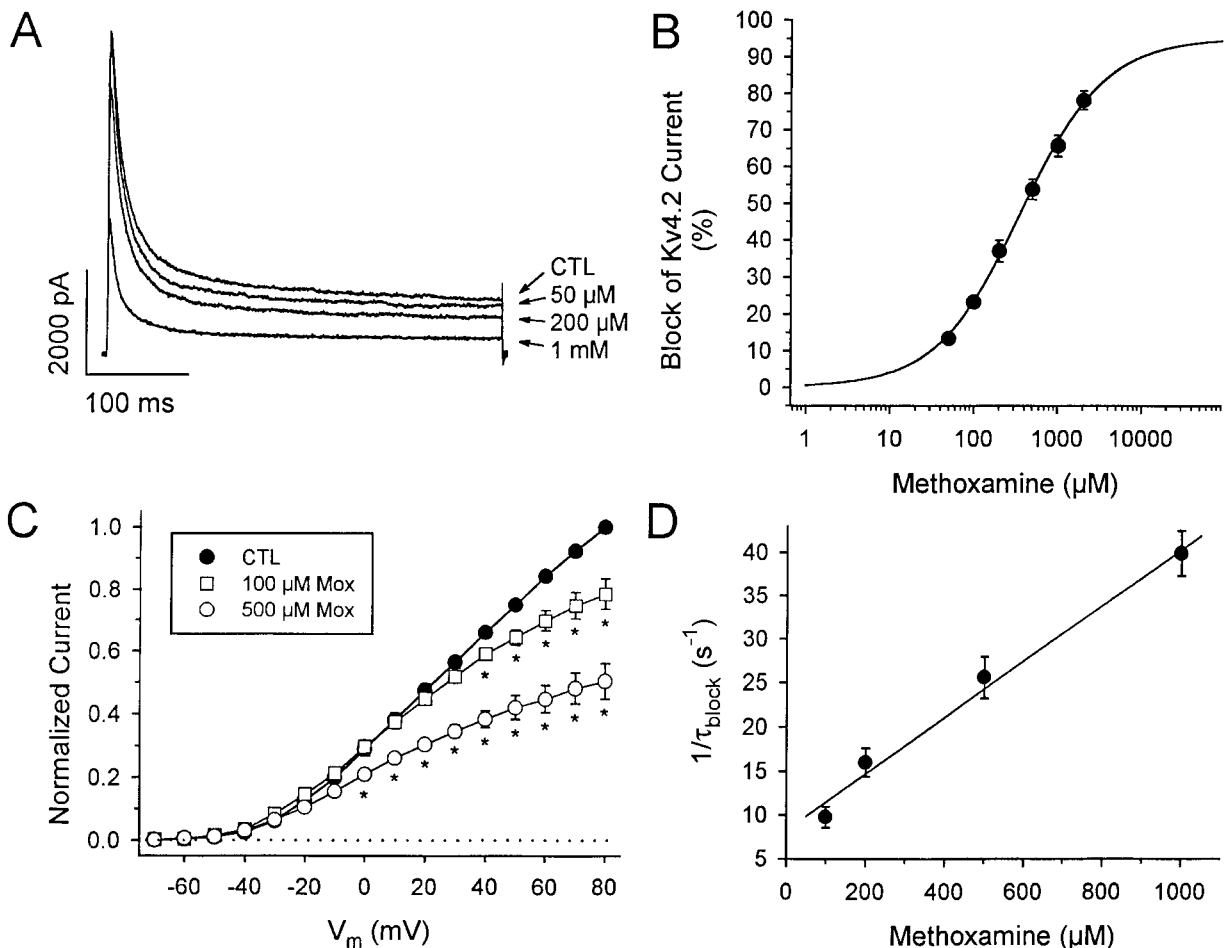 A
2000 pA
100 ms
CTL
50 µM
200 µM
1 mM
B
Block of Kv4.2 Current
(%)
100
90
80
70
60
50
40
30
20
10
0
1 10 100 1000 10000
Methoxamine (µM)
C
Normalized Current
1.0
0.8
0.6
0.4
0.2
0.0
CTL
100 µM Mox
500 µM Mox
* * * * *
* * * * * * * * *
-60 -40 -20 0 20 40 60 80
Vm (mV)
D
1/τblock (s⁻¹)
40
35
30
25
20
15
10
5
0 200 400 600 800 1000
Methoxamine (µM)